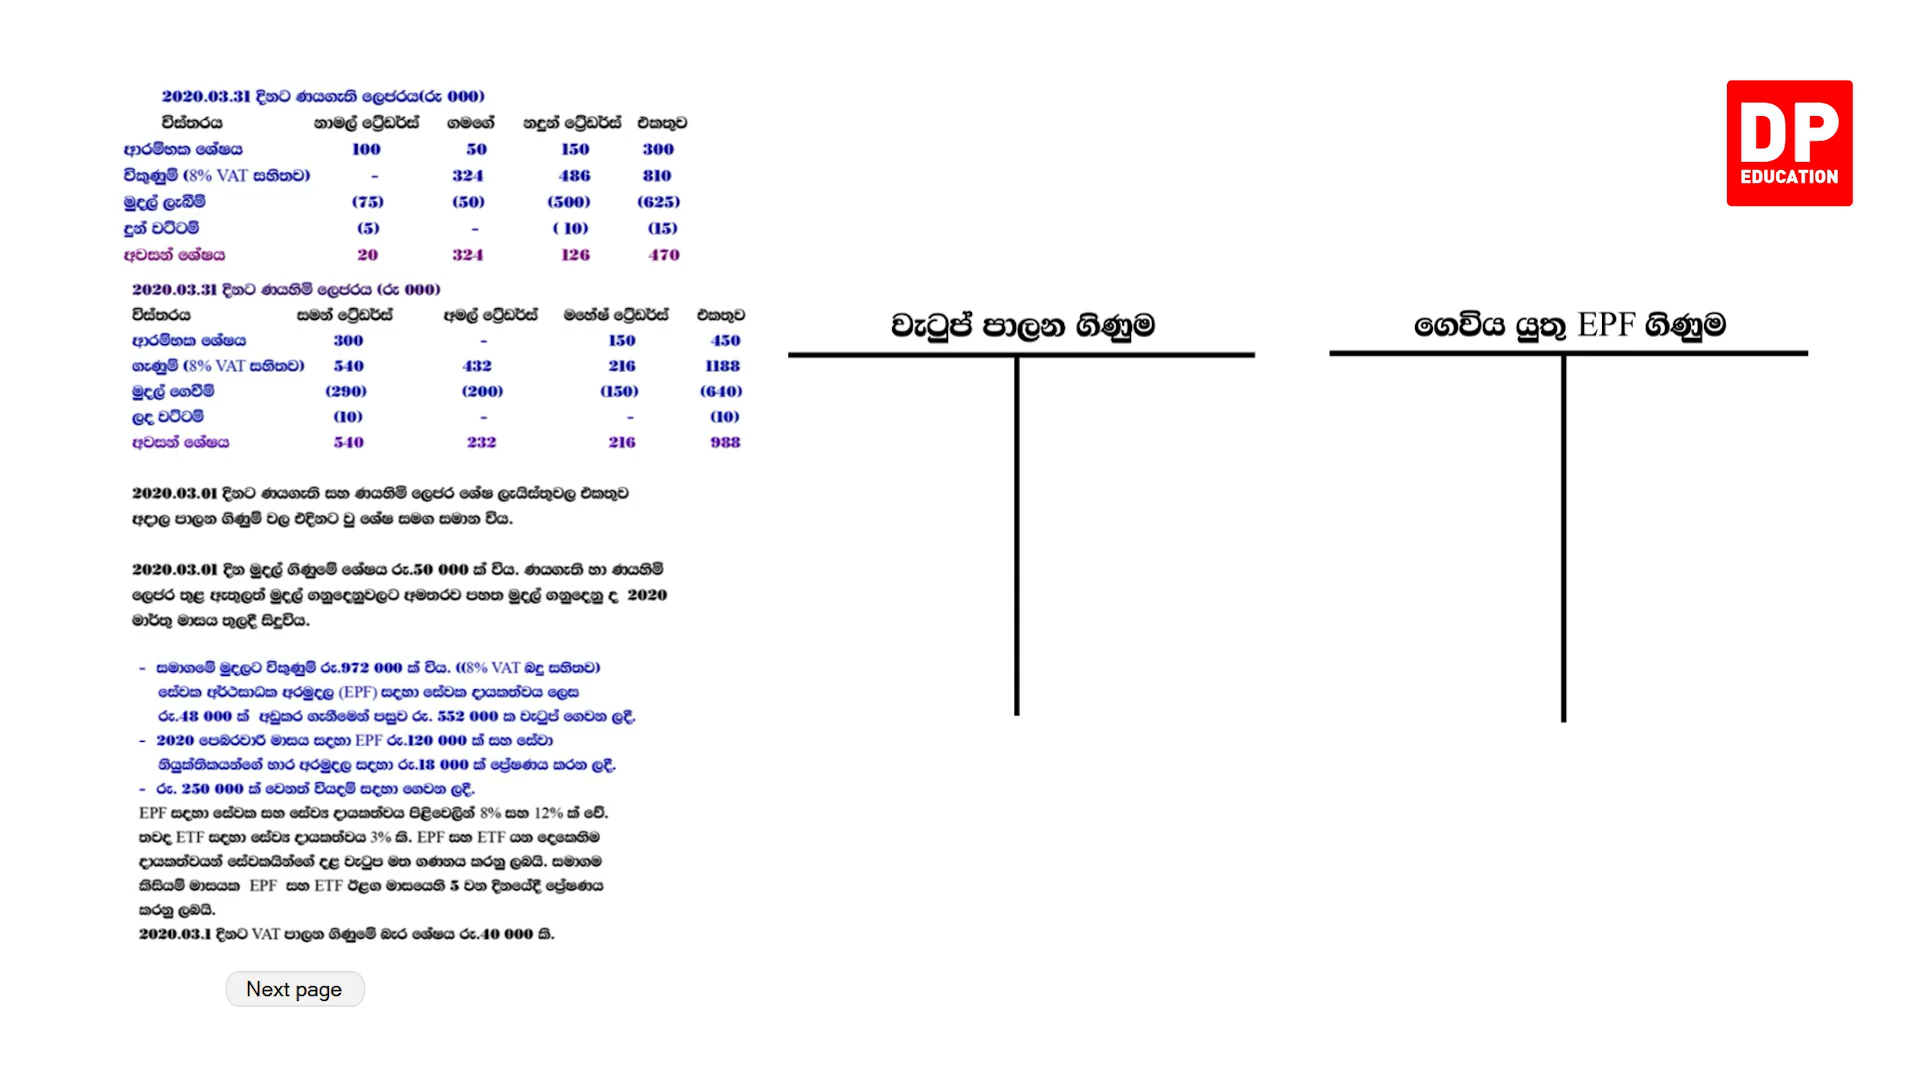 2020.03.31 දිනට ණයගැති ලෙජරය(රු 000)
විස්තරය නාමල් ට්‍රේඩර්ස් ගමගේ නදුන් ට්‍රේඩර්ස් එකතුව
ආරම්භක ශේෂය 100 50 150 300
විකුණුම් (8% VAT සහිතව) - 324 486 810
මුදල් ලැබීම් (75) (50) (500) (625)
දුන් වට්ටම් (5) - ( 10) (15)
අවසන් ශේෂය 20 324 126 470
2020.03.31 දිනට ණයහිමි ලෙජරය (රු 000)
විස්තරය සමන් ට්‍රේඩර්ස් අමල් ට්‍රේඩර්ස් මහේෂ් ට්‍රේඩර්ස් එකතුව
ආරම්භක ශේෂය 300 - 150 450
ගැණුම් (8% VAT සහිතව) 540 432 216 1188
මුදල් ගෙවීම් (290) (200) (150) (640)
ලද වට්ටම් (10) - - (10)
අවසන් ශේෂය 540 232 216 988
2020.03.01 දිනට ණයගැති සහ ණයහිමි ලෙජර ශේෂ ලැයිස්තුවල එකතුව
අදාල පාලන ගිණුම් වල එදිනට වූ ශේෂ සමග සමාන විය.
2020.03.01 දින මුදල් ගිණුමේ ශේෂය රු.50 000 ක් විය. ණයගැති හා ණයහිමි
ලෙජර තුළ ඇතුලත් මුදල් ගනුදෙනුවලට අමතරව පහත මුදල් ගනුදෙනු ද 2020
මාර්තු මාසය තුලදී සිදුවිය.
- සමාගමේ මුදලට විකුණුම් රු.972 000 ක් විය. ((8% VAT බදු සහිතව)
සේවක අර්ථසාධක අරමුදල (EPF) සදහා සේවක දායකත්වය ලෙස
රු.48 000 ක් අඩුකර ගැනීමෙන් පසුව රු. 552 000 ක වැටුප් ගෙවන ලදී.
- 2020 පෙබරවාරි මාසය සදහා EPF රු.120 000 ක් සහ සේවා
නියුක්තිකයන්ගේ භාර අරමුදල සදහා රු.18 000 ක් ප්‍රේෂණය කරන ලදී.
- රු. 250 000 ක් වෙනත් වියදම් සදහා ගෙවන ලදී.
EPF සදහා සේවක සහ සේව්‍ය දායකත්වය පිළිවෙලින් 8% සහ 12% ක් වේ.
තවද ETF සදහා සේව්‍ය දායකත්වය 3% කි. EPF සහ ETF යන දෙකෙහිම
දායකත්වයන් සේවකයින්ගේ දළ වැටුප මත ගණනය කරනු ලබයි. සමාගම
කිසියම් මාසයක EPF සහ ETF ඊළග මාසයෙහි 5 වන දිනයේදී ප්‍රේෂණය
කරනු ලබයි.
2020.03.1 දිනට VAT පාලන ගිණුමේ බැර ශේෂය රු.40 000 කි.
Next page
වැටුප් පාලන ගිණුම
ගෙවිය යුතු EPF ගිණුම
DP
EDUCATION